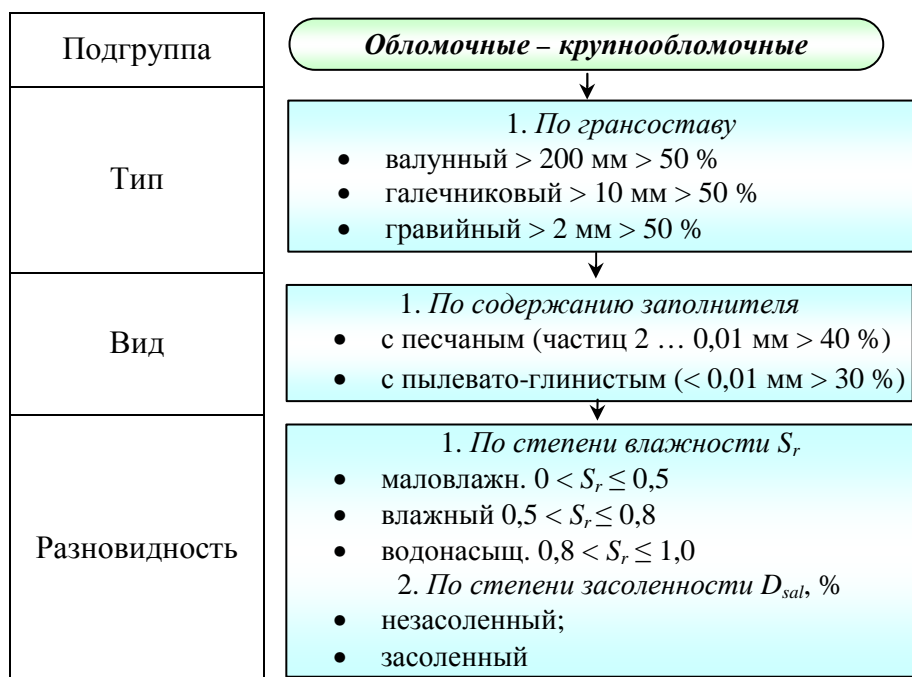 Подгруппа
Обломочные – крупнообломочные
Тип
1. По грансоставу
• валунный > 200 мм > 50 %
• галечниковый > 10 мм > 50 %
• гравийный > 2 мм > 50 %
Вид
1. По содержанию заполнителя
• с песчаным (частиц 2 … 0,01 мм > 40 %)
• с пылевато-глинистым (< 0,01 мм > 30 %)
Разновидность
1. По степени влажности Sr
• маловлажн. 0 < Sr ≤ 0,5
• влажный 0,5 < Sr ≤ 0,8
• водонасыщ. 0,8 < Sr ≤ 1,0
2. По степени засоленности Dsal, %
• незасоленный;
• засоленный